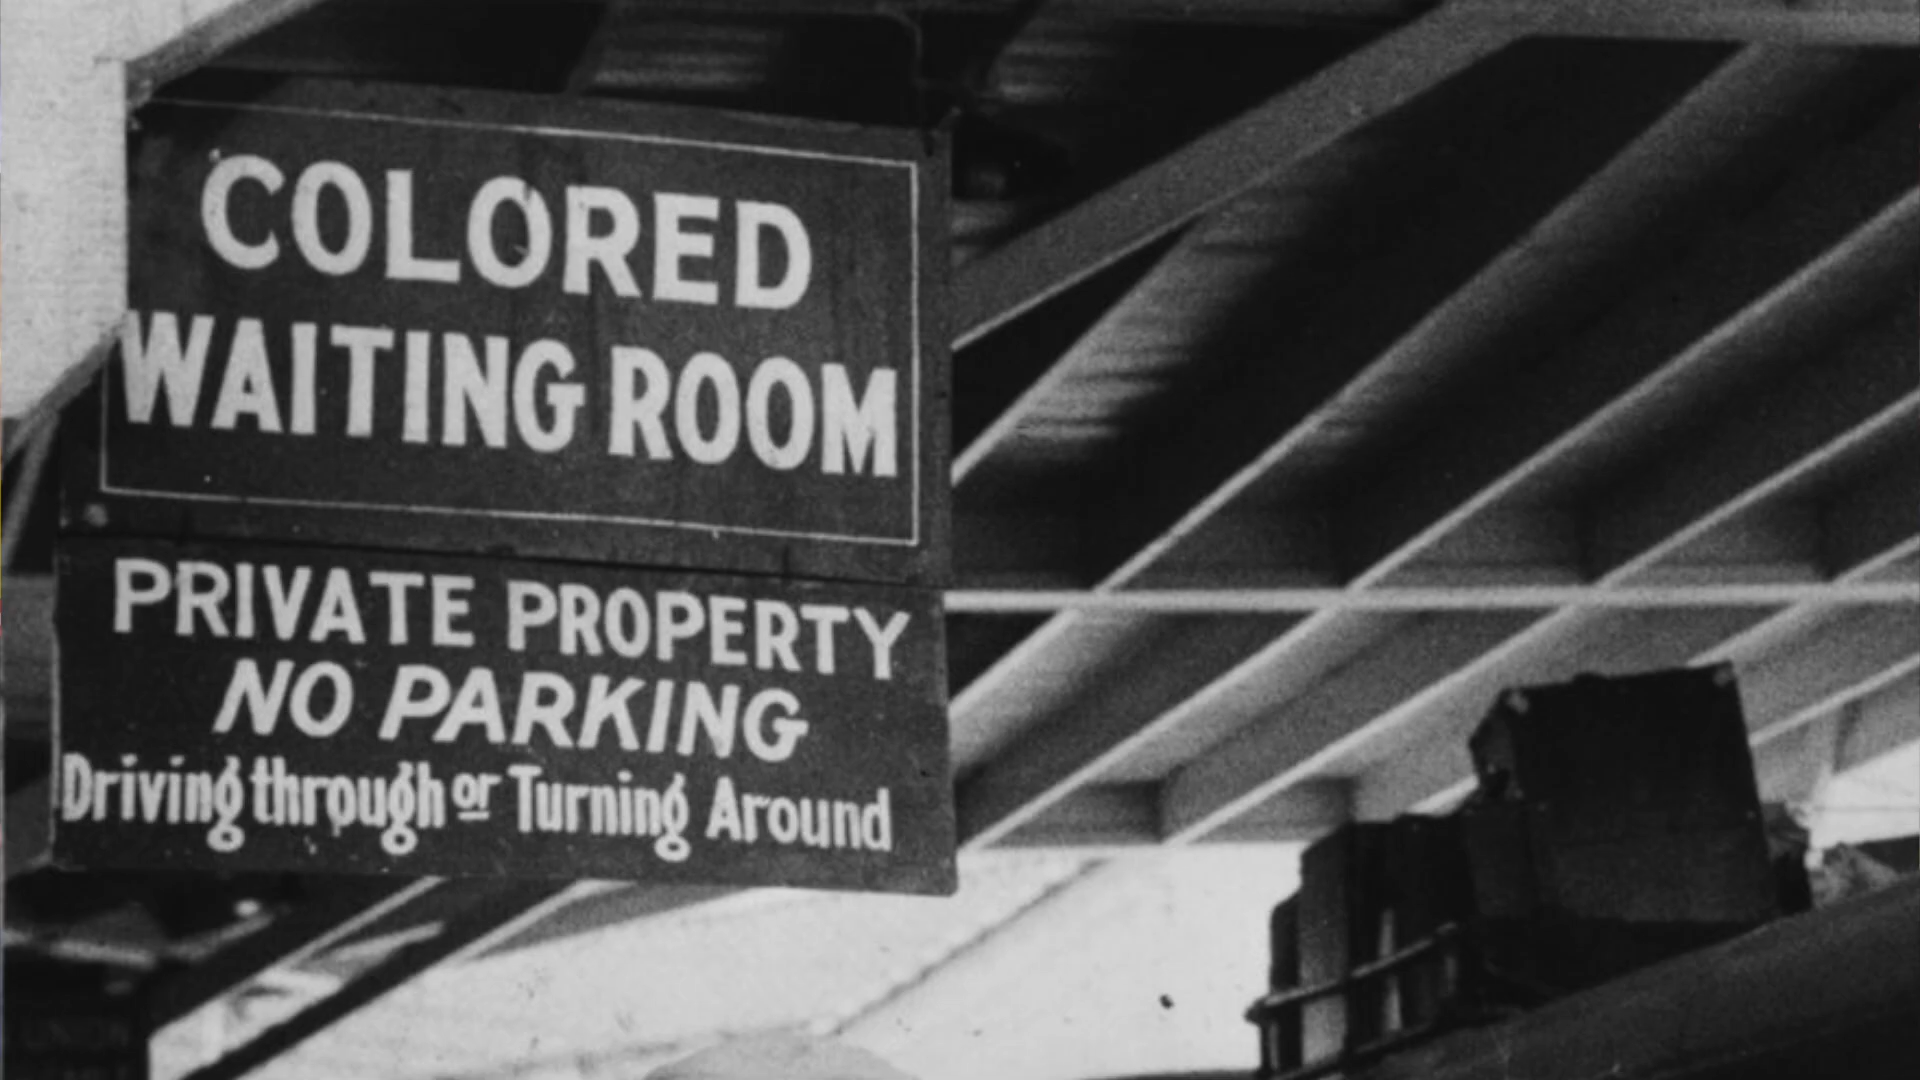 COLORED
WAITING ROOM
PRIVATE PROPERTY
NO PARKING
Driving through or Turning Around